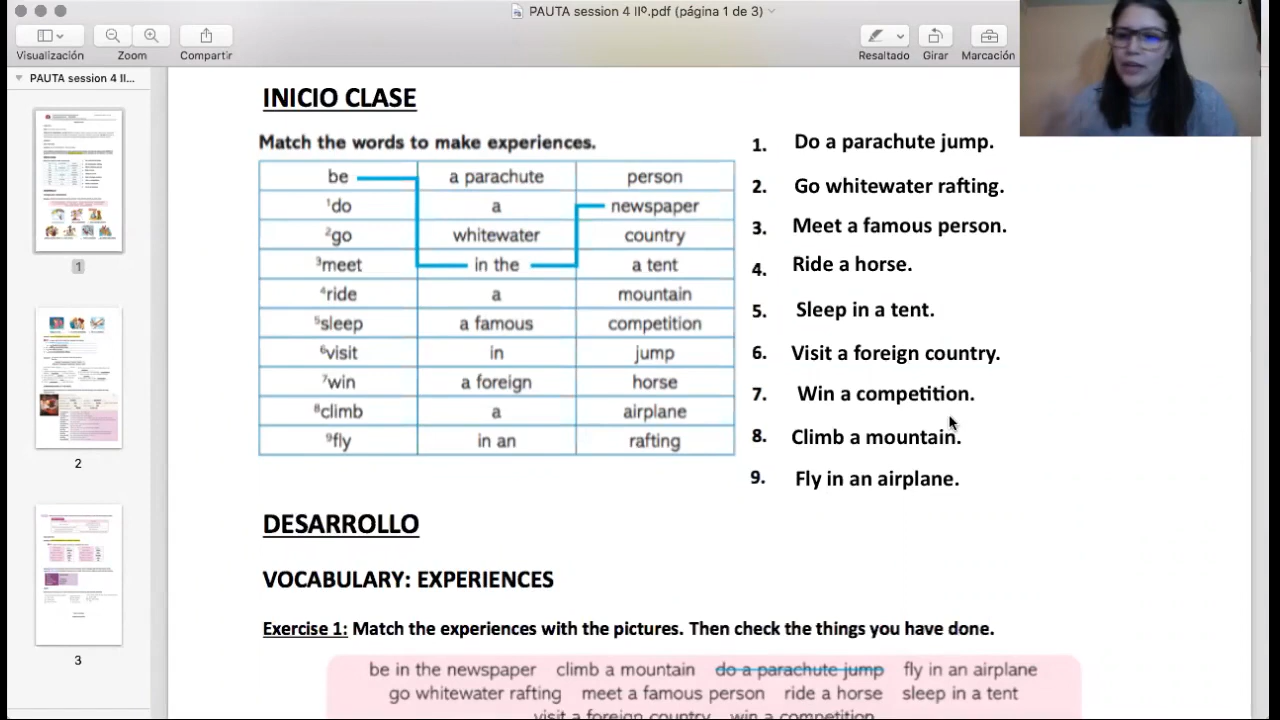 PAUTA session 4 IIº.pdf (página 1 de 3)
Visualización Zoom Compartir Resaltado Girar Marcación
PAUTA session 4 II...
1
2
3
INICIO CLASE
Match the words to make experiences.
be a parachute person
1do a newspaper
2go whitewater country
3meet in the a tent
4ride a mountain
5sleep a famous competition
6visit in jump
7win a foreign horse
8climb a airplane
9fly in an rafting
1. Do a parachute jump.
2. Go whitewater rafting.
3. Meet a famous person.
4. Ride a horse.
5. Sleep in a tent.
6. Visit a foreign country.
7. Win a competition.
8. Climb a mountain.
9. Fly in an airplane.
DESARROLLO
VOCABULARY: EXPERIENCES
Exercise 1: Match the experiences with the pictures. Then check the things you have done.
be in the newspaper climb a mountain do a parachute jump fly in an airplane
go whitewater rafting meet a famous person ride a horse sleep in a tent
visit a foreign country win a competition